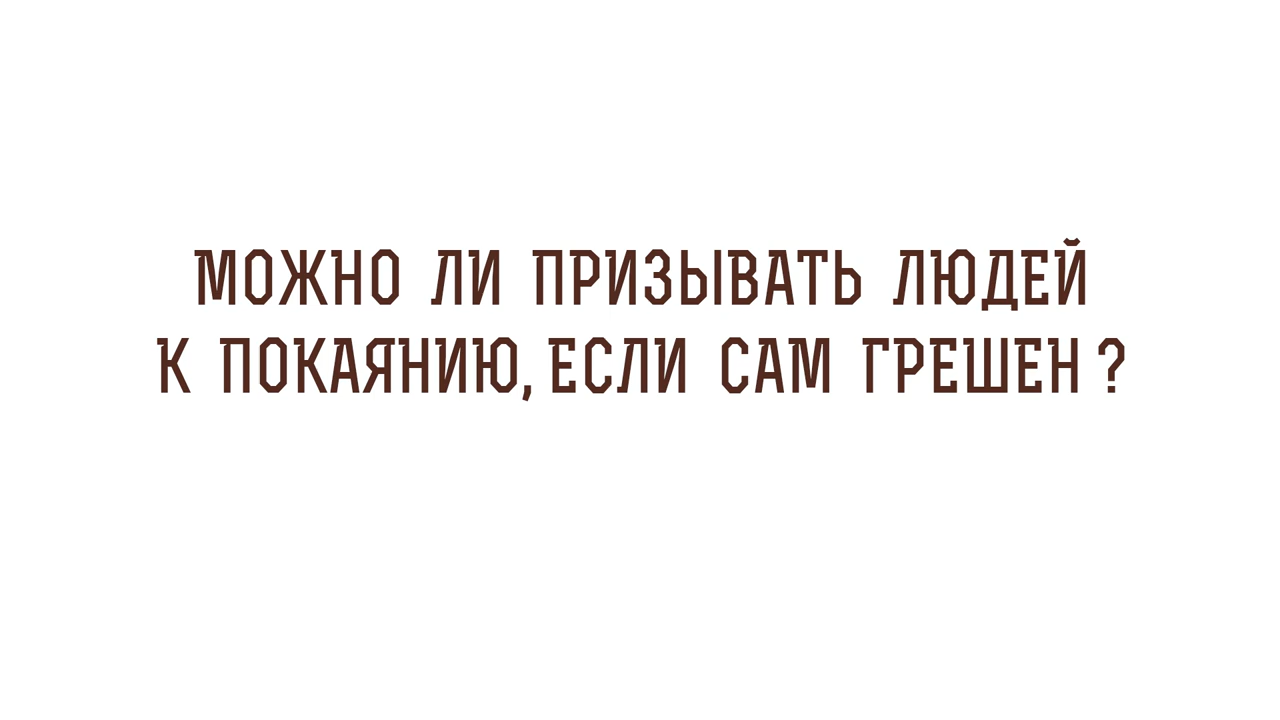 МОЖНО ЛИ ПРИЗЫВАТЬ ЛЮДЕЙ
К ПОКАЯНИЮ, ЕСЛИ САМ ГРЕШЕН ?